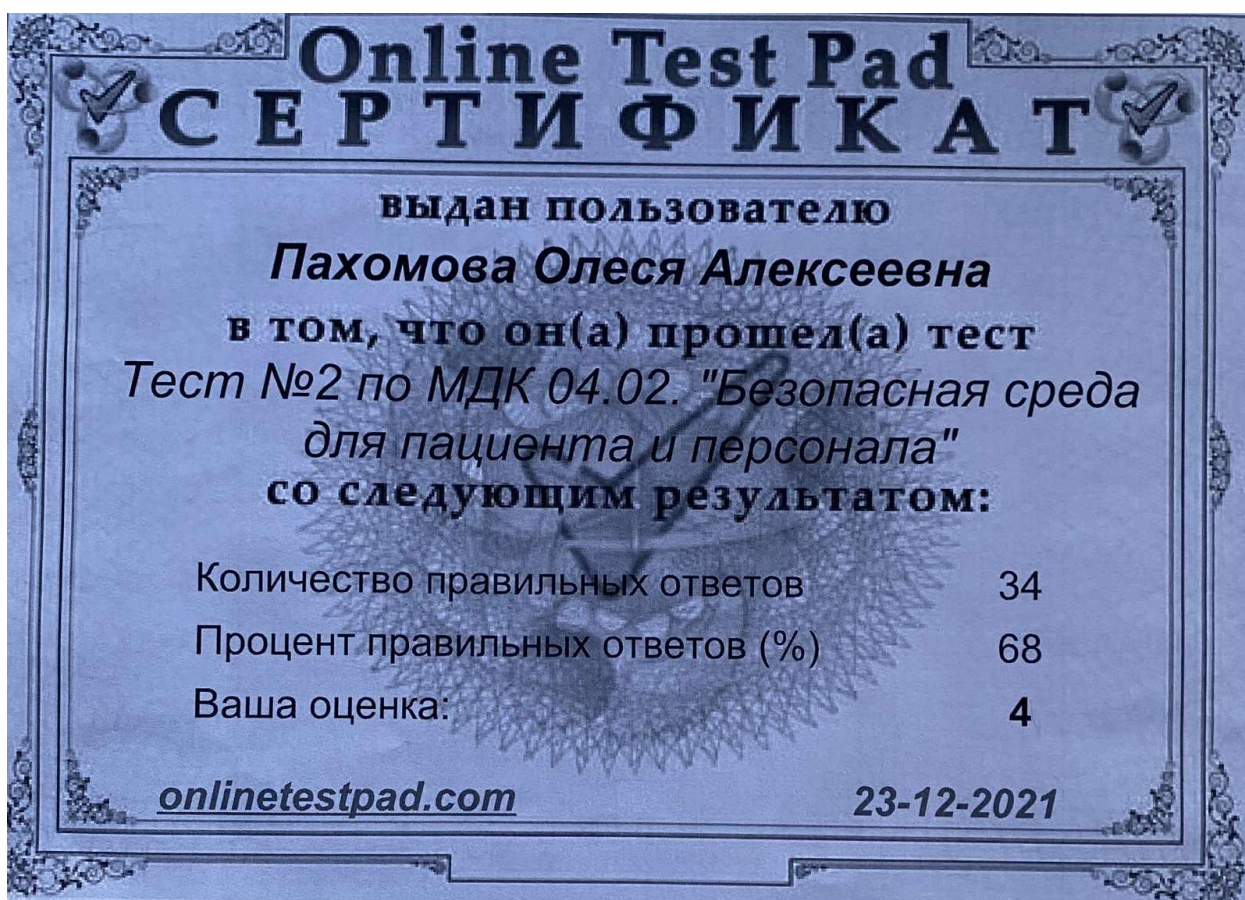 Online Test Pad
СЕРТИФИКАТ
выдан пользователю
Пахомова Олеся Алексеевна
в том, что он(а) прошел(а) тест
Тест №2 по МДК 04.02. "Безопасная среда
для пациента и персонала"
со следующим результатом:
Количество правильных ответов 34
Процент правильных ответов (%) 68
Ваша оценка: 4
onlinetestpad.com 23-12-2021